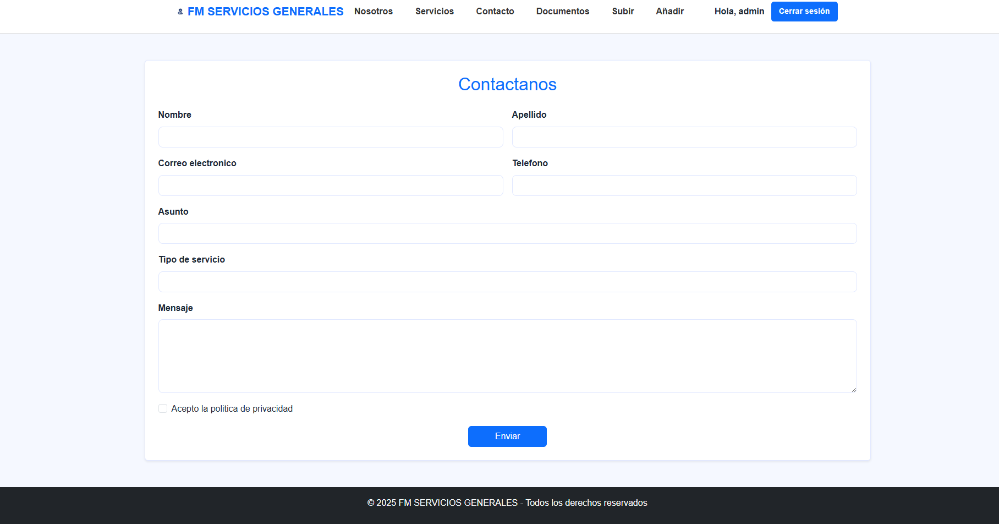 FM SERVICIOS GENERALES Nosotros Servicios Contacto Documentos Subir Añadir Hola, admin Cerrar sesión
Contactanos
Nombre Apellido
Correo electronico Telefono
Asunto
Tipo de servicio
Mensaje
Acepto la politica de privacidad
Enviar
© 2025 FM SERVICIOS GENERALES - Todos los derechos reservados